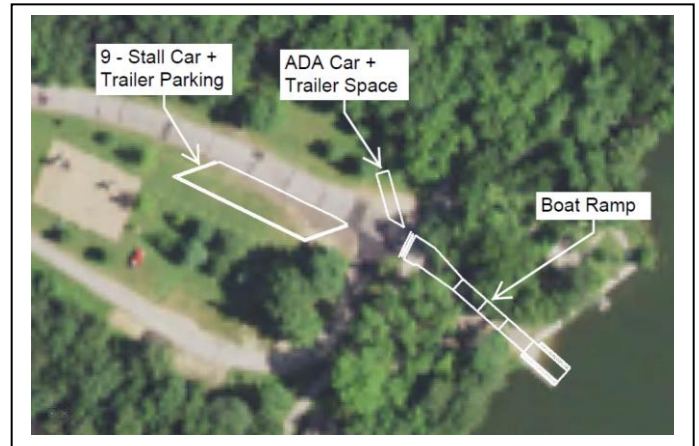 9 - Stall Car +
Trailer Parking
ADA Car +
Trailer Space
Boat Ramp